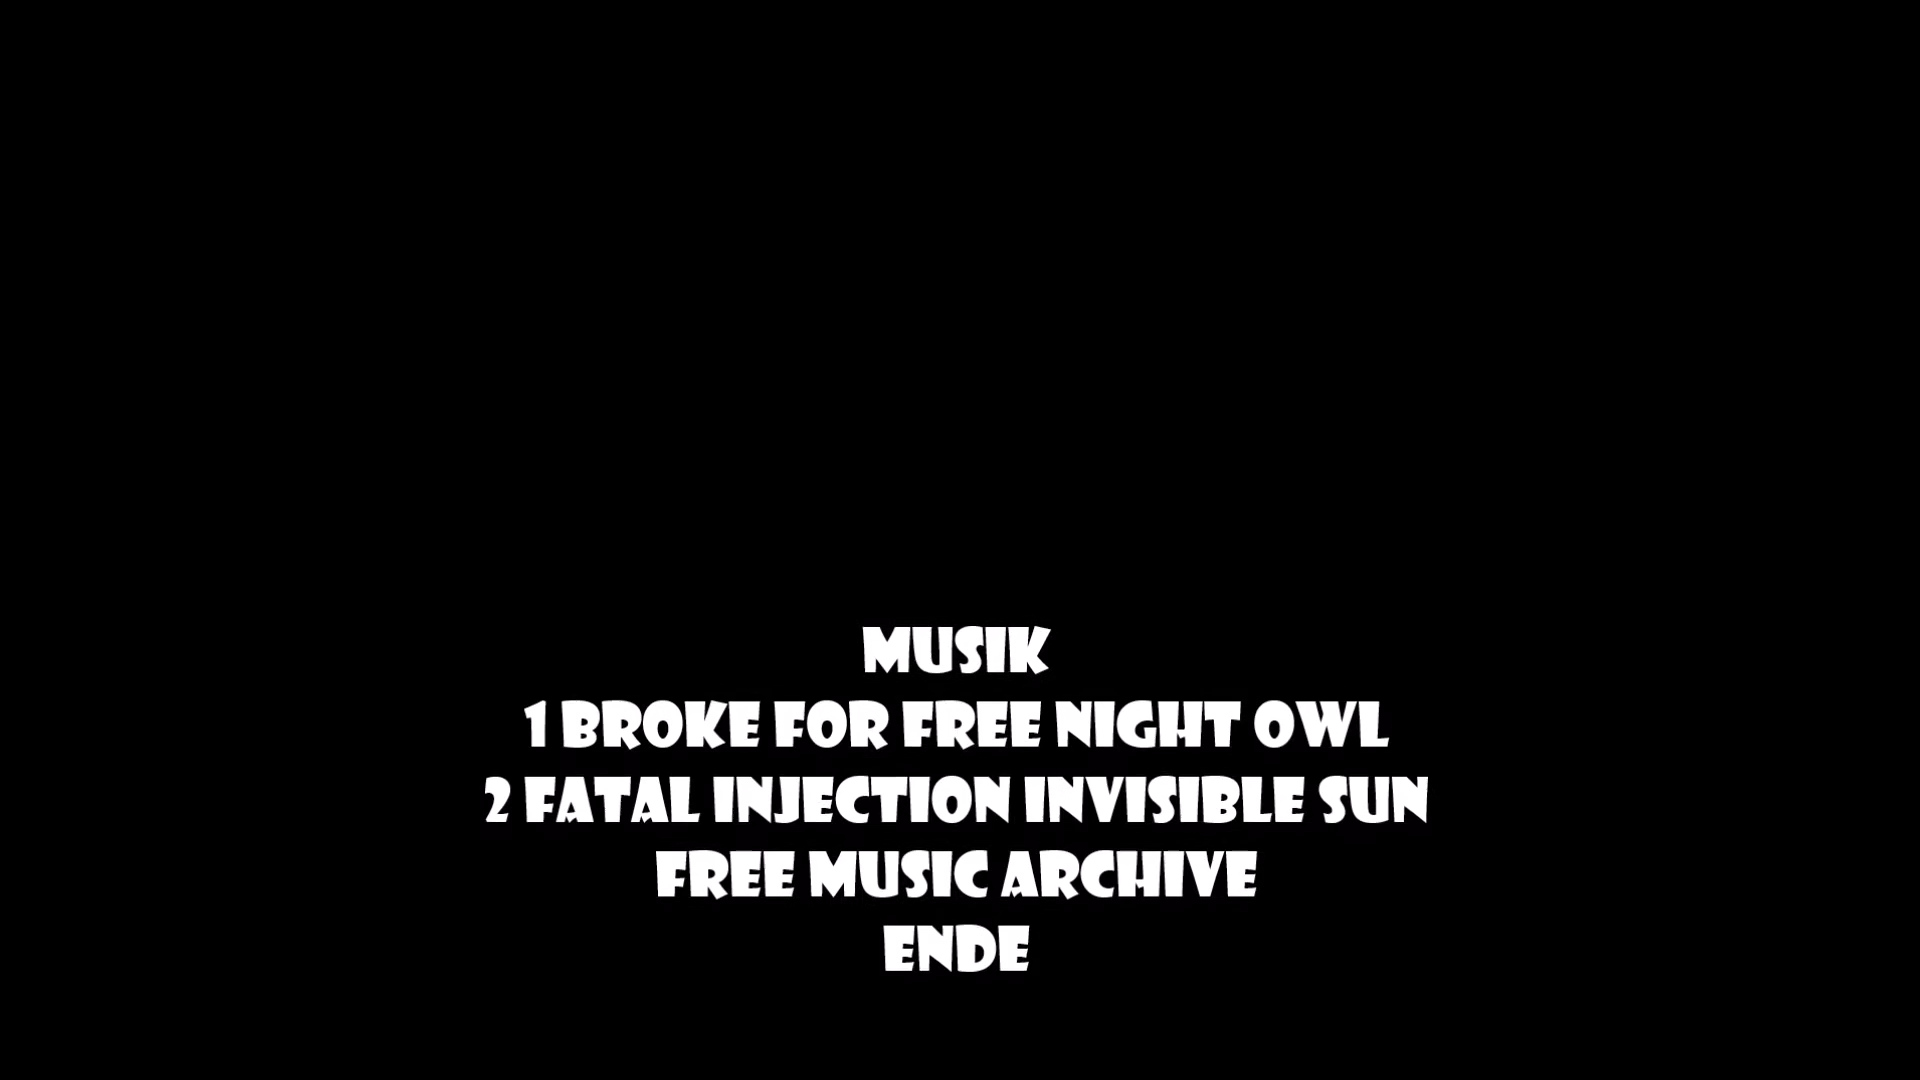 MUSIK
1 BROKE FOR FREE NIGHT OWL
2 FATAL INJECTION INVISIBLE SUN
FREE MUSIC ARCHIVE
ENDE